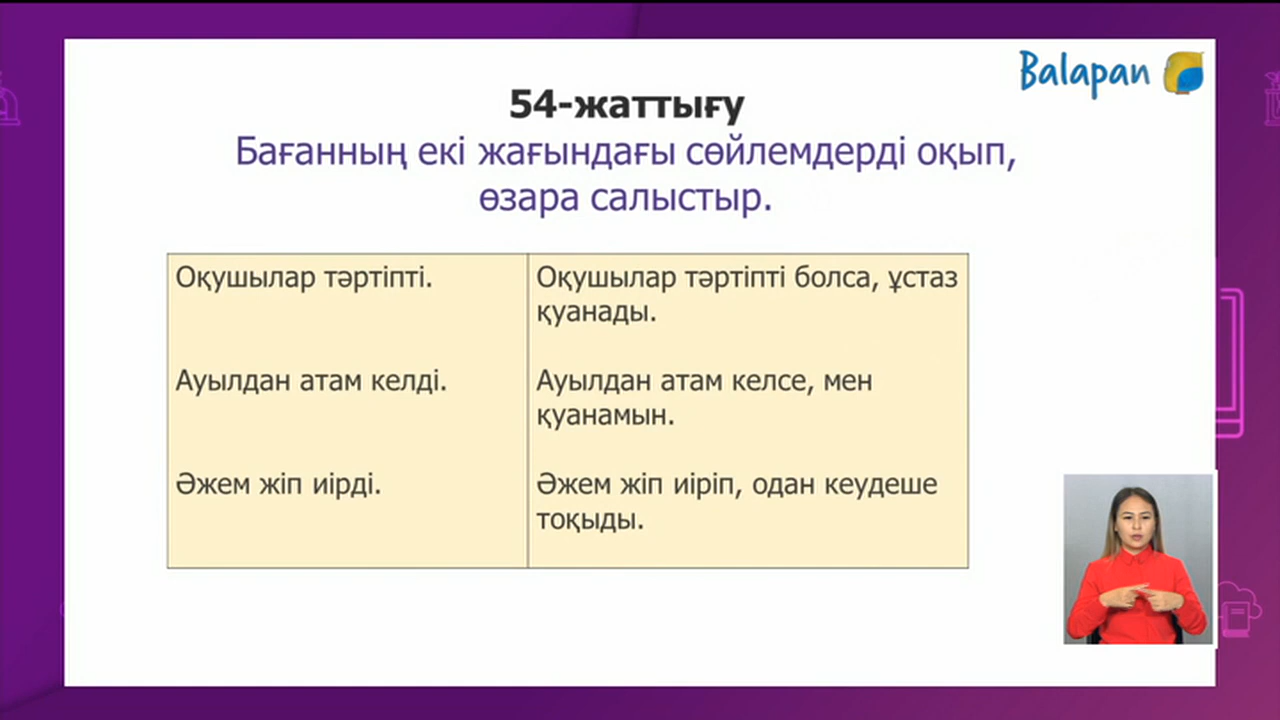 Balapan
54-жаттығу
Бағанның екі жағындағы сөйлемдерді оқып,
өзара салыстыр.
Оқушылар тәртіпті.
Оқушылар тәртіпті болса, ұстаз
қуанады.
Ауылдан атам келді.
Ауылдан атам келсе, мен
қуанамын.
Әжем жіп иірді.
Әжем жіп иіріп, одан кеудеше
тоқыды.